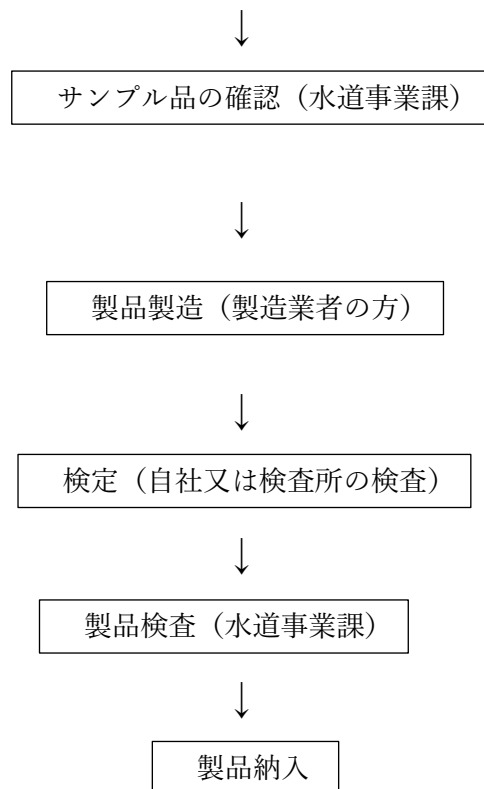 ↓
サンプル品の確認（水道事業課）
↓
製品製造（製造業者の方）
↓
検定（自社又は検査所の検査）
↓
製品検査（水道事業課）
↓
製品納入